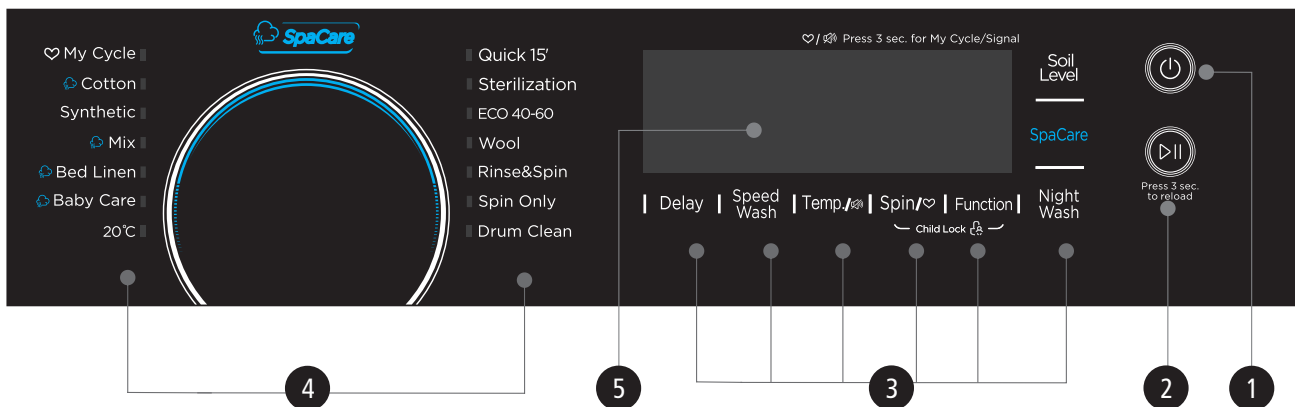 SpaCare
My Cycle
Cotton
Synthetic
Mix
Bed Linen
Baby Care
20℃
Quick 15'
Sterilization
ECO 40-60
Wool
Rinse&Spin
Spin Only
Drum Clean
/ Press 3 sec. for My Cycle/Signal
Soil
Level
SpaCare
Night
Wash
Delay
Speed
Wash
Temp./
Spin/♡
Function
Child Lock
Press 3 sec.
to reload
4
5
3
2
1